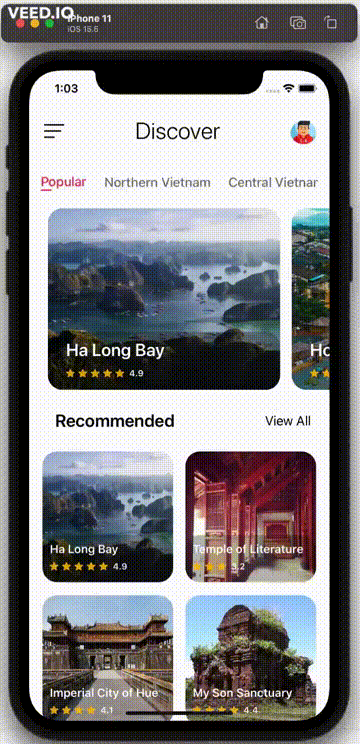 VEED.IO
iPhone 11
iOS 15.5
1:03
Discover
Popular Northern Vietnam Central Vietnar
Ha Long Bay
Ho
4.9
Recommended View All
Ha Long Bay
4.9
Temple of Literature
3.2
Imperial City of Hue
4.1
My Son Sanctuary
4.4